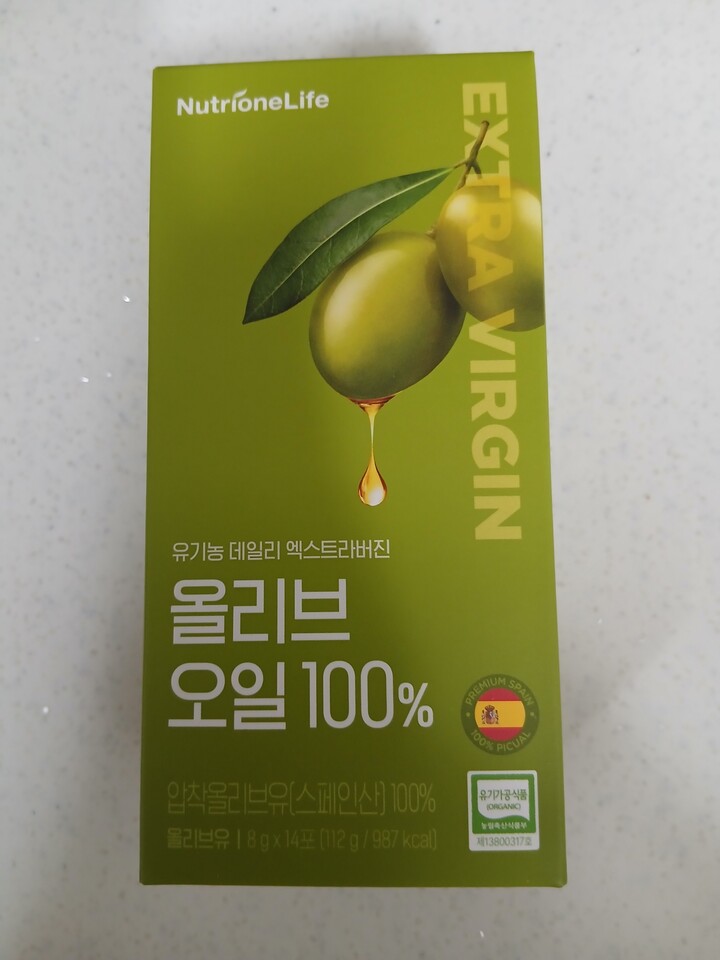 NutrioneLife
EXTRA VIRGIN
유기농 데일리 엑스트라버진
올리브
오일 100%
PREMIUM SPAIN
100% PICUAL
압착올리브유(스페인산) 100%
올리브유 | 8 g x 14포 (112 g / 987 kcal)
유기가공식품
(ORGANIC)
농림축산식품부
제13800317호